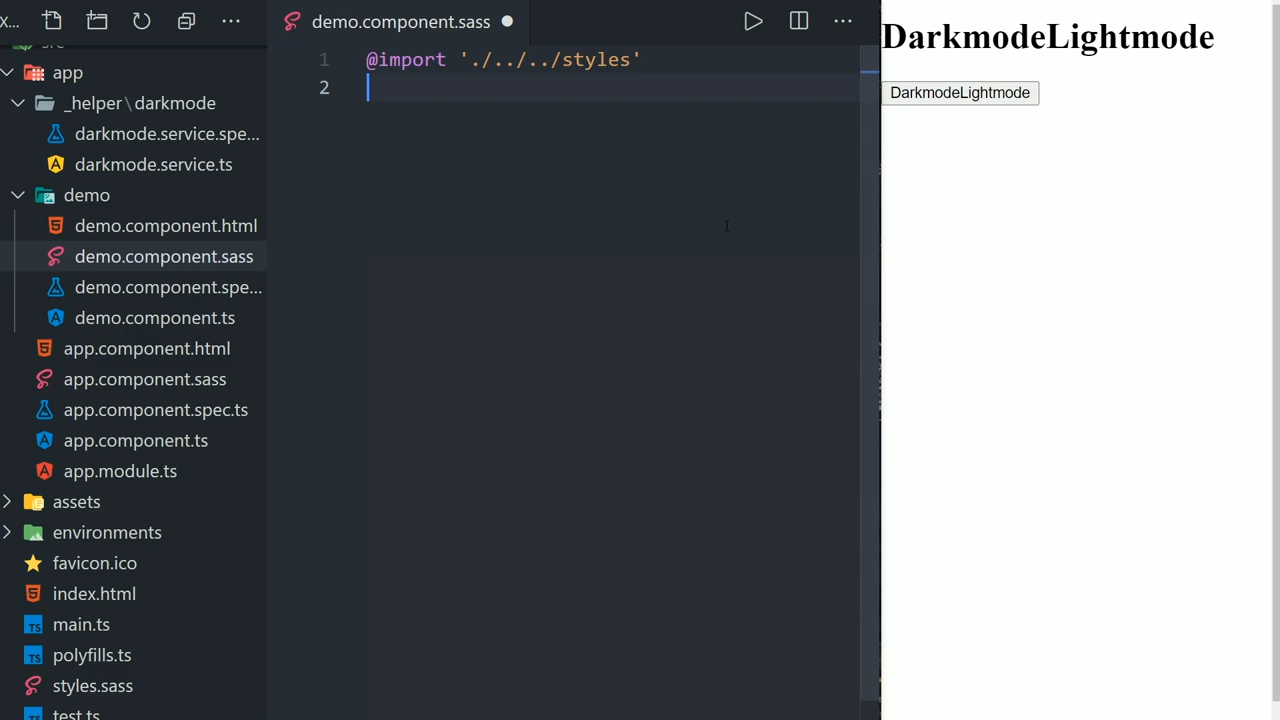 X...
demo.component.sass
src
app
_helper\darkmode
darkmode.service.spe...
darkmode.service.ts
demo
demo.component.html
demo.component.sass
demo.component.spe...
demo.component.ts
app.component.html
app.component.sass
app.component.spec.ts
app.component.ts
app.module.ts
assets
environments
favicon.ico
index.html
main.ts
polyfills.ts
styles.sass
test.ts
1 @import './../../styles'
2
DarkmodeLightmode
DarkmodeLightmode